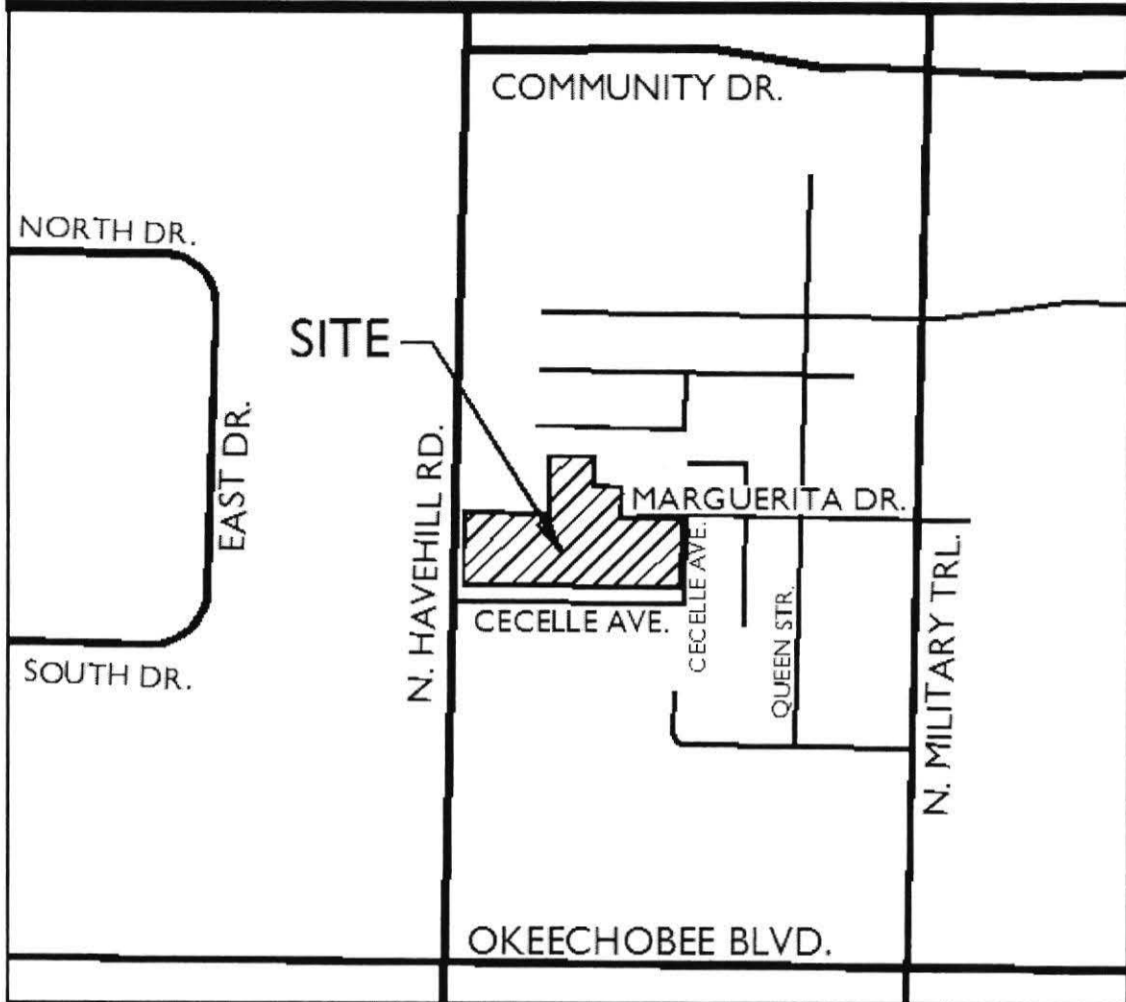 COMMUNITY DR.
NORTH DR.
SITE
EAST DR.
N. HAVEHILL RD.
MARGUERITA DR.
CECELLE AVE.
CECELLE AVE.
QUEEN STR.
SOUTH DR.
N. MILITARY TRL.
OKEECHOBEE BLVD.